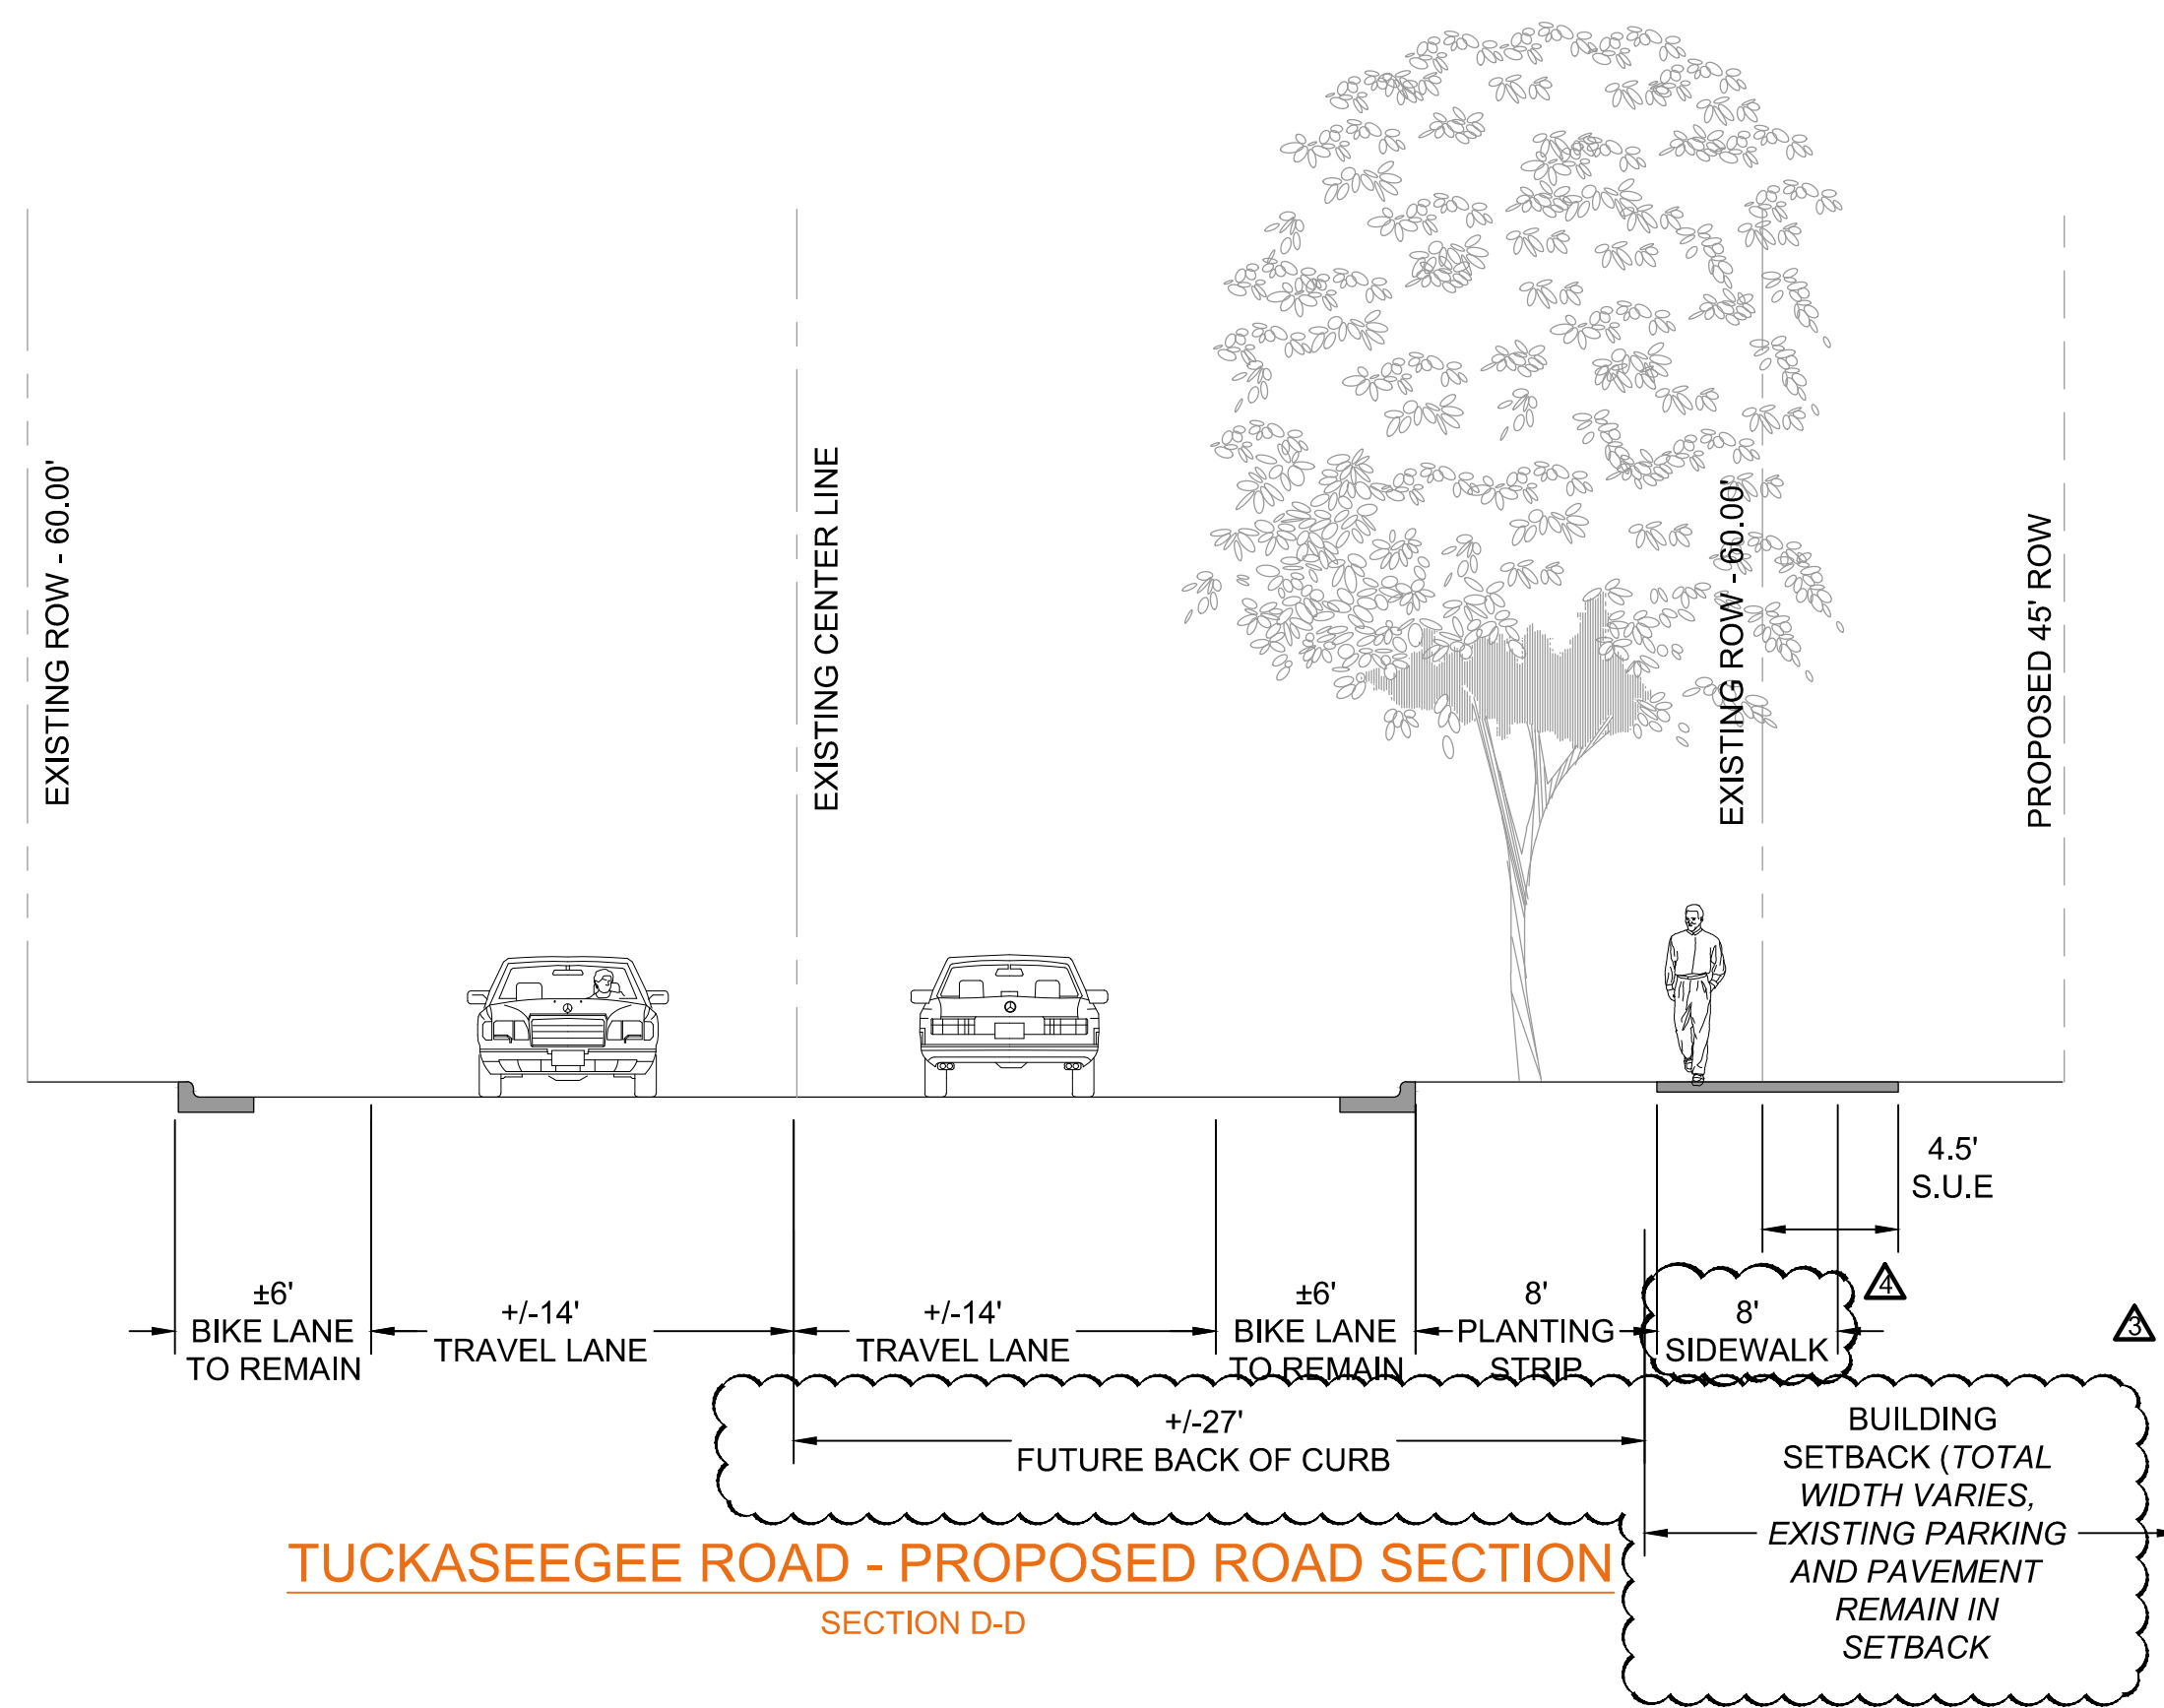 EXISTING ROW - 60.00'
EXISTING CENTER LINE
EXISTING ROW - 60.00'
PROPOSED 45' ROW
4.5'
S.U.E
±6'
BIKE LANE
TO REMAIN
+/-14'
TRAVEL LANE
+/-14'
TRAVEL LANE
±6'
BIKE LANE
TO REMAIN
8'
PLANTING
STRIP
8'
SIDEWALK
4
3
+/-27'
FUTURE BACK OF CURB
BUILDING
SETBACK (TOTAL
WIDTH VARIES,
EXISTING PARKING
AND PAVEMENT
REMAIN IN
SETBACK
TUCKASEEGEE ROAD - PROPOSED ROAD SECTION
SECTION D-D